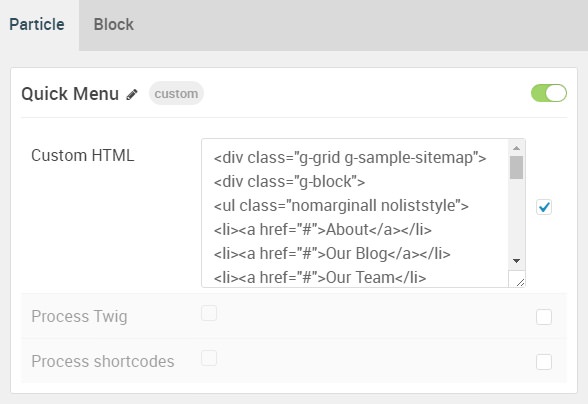 Particle Block
Quick Menu custom
Custom HTML
<div class="g-grid g-sample-sitemap">
<div class="g-block">
<ul class="nomarginall noliststyle">
<li><a href="#">About</a></li>
<li><a href="#">Our Blog</a></li>
<li><a href="#">Our Team</li>
Process Twig
Process shortcodes